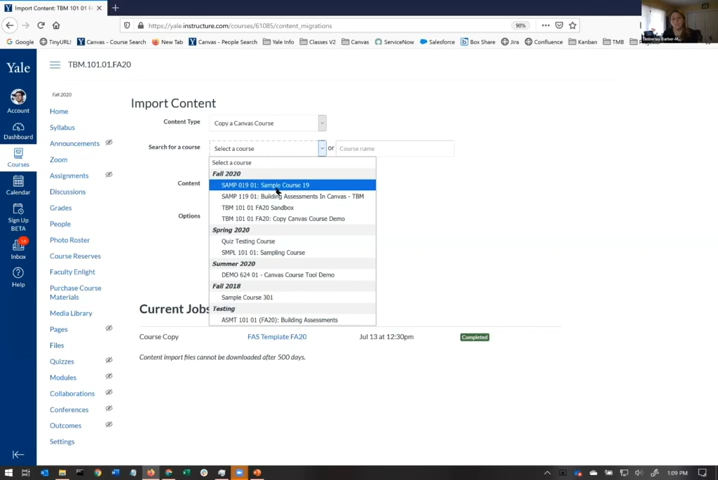 Import Content: TBM 101 01 F
https://yale.instructure.com/courses/61085/content_migrations
90%
Google
TinyURL
Canvas - Course Search
New Tab
Canvas - People Search
Yale Info
Classes V2
Canvas
ServiceNow
Salesforce
Box Share
Jira
Confluence
Kanban
TMB
Exploration
Yale
TBM.101.01.FA20
Account
Dashboard
Courses
Calendar
Sign Up
BETA
Inbox
Help
Fall 2020
Home
Syllabus
Announcements
Zoom
Assignments
Discussions
Grades
People
Photo Roster
Course Reserves
Faculty Enlight
Purchase Course
Materials
Media Library
Pages
Files
Quizzes
Modules
Collaborations
Conferences
Outcomes
Settings
Import Content
Content Type
Copy a Canvas Course
Search for a course
Select a course
or
Course name
Content
Options
Select a course
Fall 2020
SAMP 019 01: Sample Course 19
SAMP 119 01: Building Assessments In Canvas - TBM
TBM 101 01 FA20 Sandbox
TBM 101 01 FA20: Copy Canvas Course Demo
Spring 2020
Quiz Testing Course
SMPL 101 01: Sampling Course
Summer 2020
DEMO 624 01 - Canvas Course Tool Demo
Fall 2018
Sample Course 301
Testing
ASMT 101 01 (FA20): Building Assessments
Current Jobs
Course Copy
FAS Template FA20
Jul 13 at 12:30pm
Completed
Content import files cannot be downloaded after 500 days.
1:09 PM